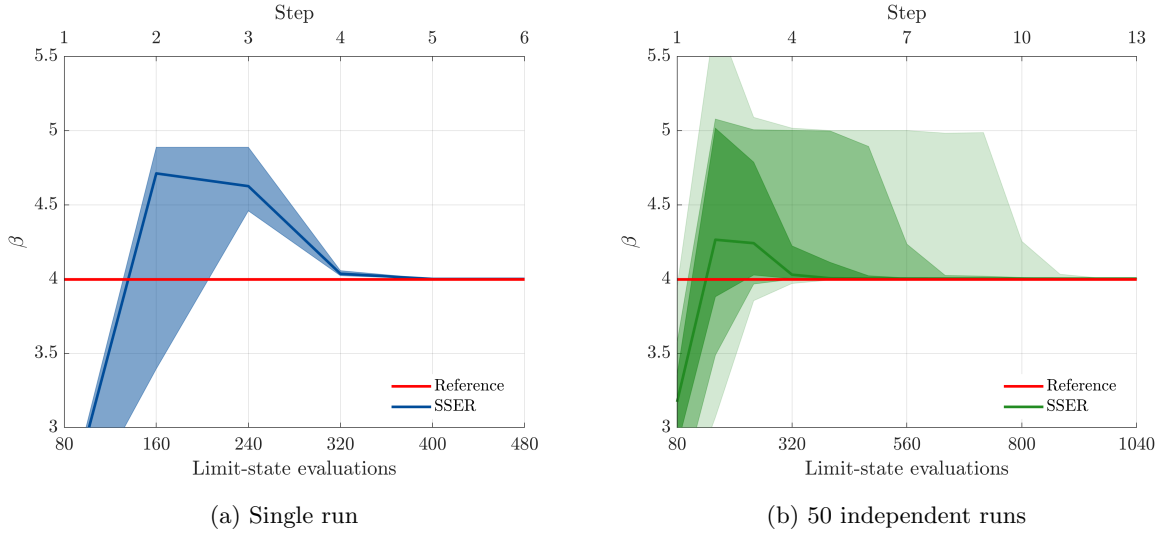 Step
1 2 3 4 5 6
5.5
5
4.5
4
3.5
3
β
Reference
SSER
80 160 240 320 400 480
Limit-state evaluations
(a) Single run
Step
1 4 7 10 13
5.5
5
4.5
4
3.5
3
β
Reference
SSER
80 320 560 800 1040
Limit-state evaluations
(b) 50 independent runs